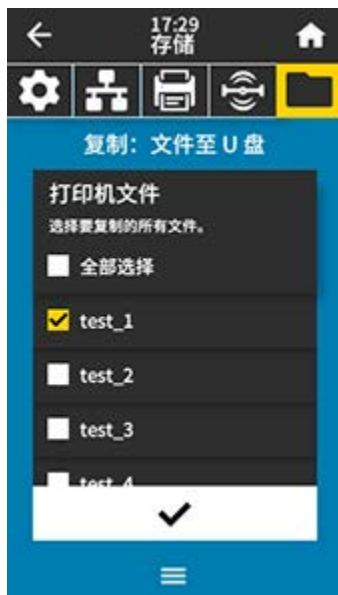 17:29
存储
复制：文件至 U 盘
打印机文件
选择要复制的所有文件。
全部选择
test_1
test_2
test_3
test_4